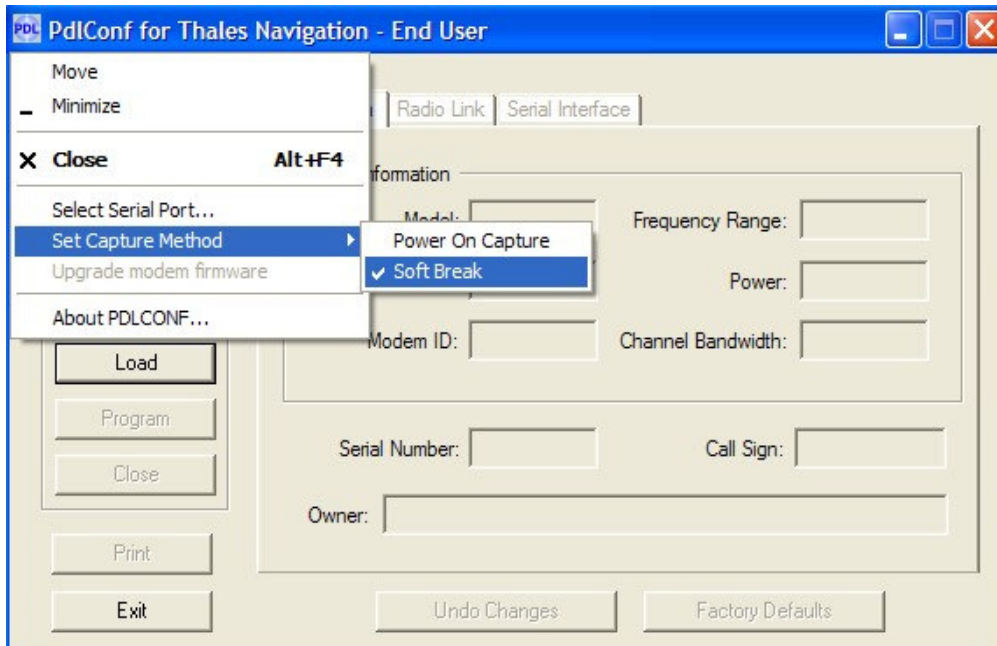 PDL PdlConf for Thales Navigation - End User
Move
Minimize
Close Alt+F4
Select Serial Port...
Set Capture Method
Upgrade modem firmware
About PDLCONF...
Power On Capture
Soft Break
Radio Link Serial Interface
Model: Frequency Range:
Power:
Modem ID: Channel Bandwidth:
Serial Number: Call Sign:
Owner:
Load
Program
Close
Print
Exit
Undo Changes Factory Defaults